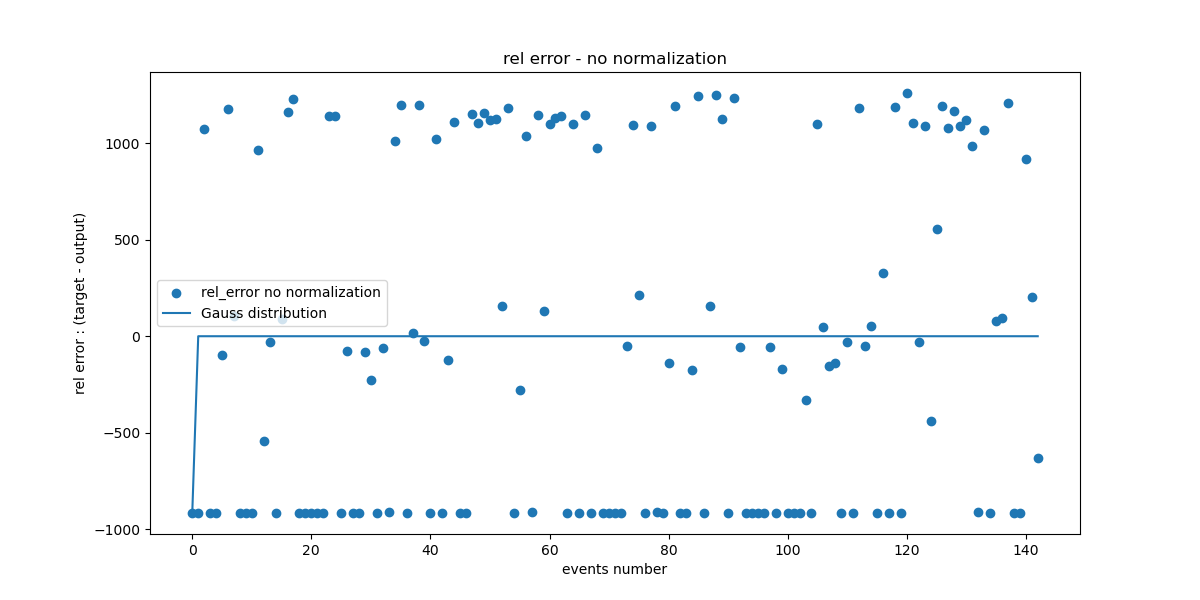 rel error - no normalization
1000
500
0
−500
−1000
rel error : (target - output)
rel_error no normalization
Gauss distribution
0 20 40 60 80 100 120 140
events number